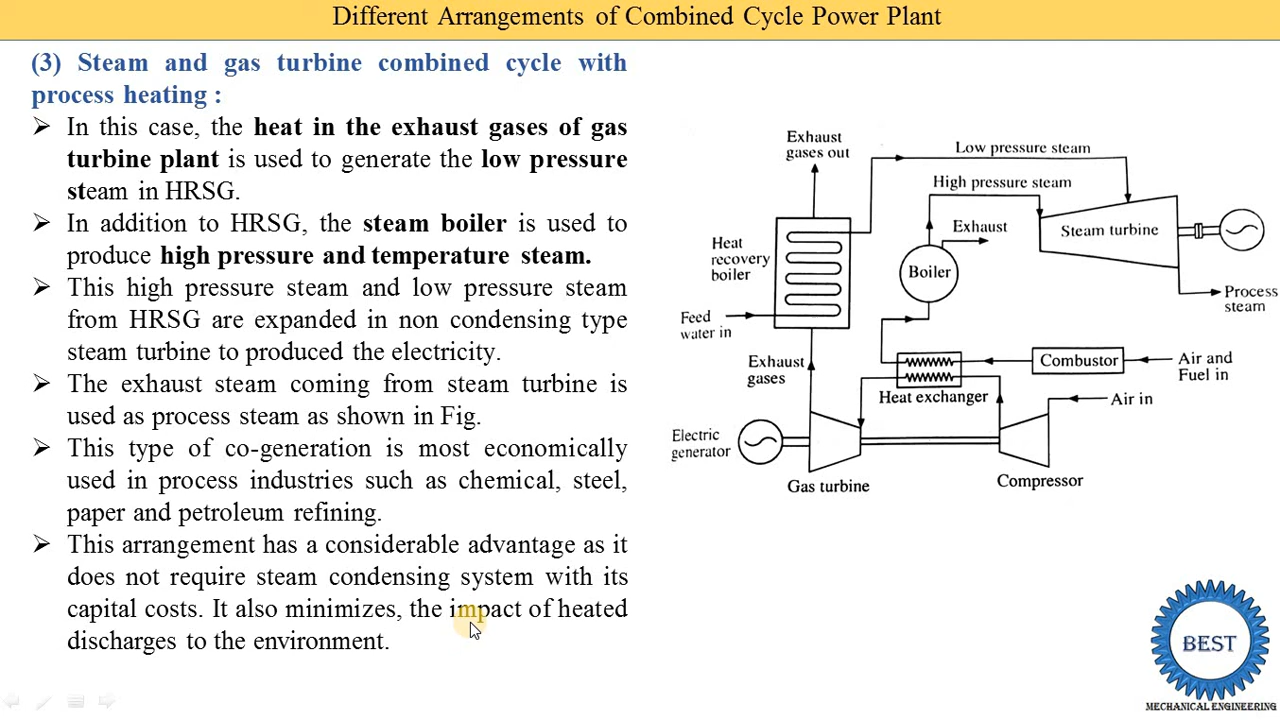 Different Arrangements of Combined Cycle Power Plant
(3) Steam and gas turbine combined cycle with
process heating :
➢ In this case, the heat in the exhaust gases of gas
turbine plant is used to generate the low pressure
steam in HRSG.
➢ In addition to HRSG, the steam boiler is used to
produce high pressure and temperature steam.
➢ This high pressure steam and low pressure steam
from HRSG are expanded in non condensing type
steam turbine to produced the electricity.
➢ The exhaust steam coming from steam turbine is
used as process steam as shown in Fig.
➢ This type of co-generation is most economically
used in process industries such as chemical, steel,
paper and petroleum refining.
➢ This arrangement has a considerable advantage as it
does not require steam condensing system with its
capital costs. It also minimizes, the impact of heated
discharges to the environment.
Exhaust
gases out
Low pressure steam
High pressure steam
Exhaust
Steam turbine
Heat
recovery
boiler
Boiler
Process
steam
Feed
water in
Exhaust
gases
Combustor
Air and
Fuel in
Heat exchanger
Air in
Electric
generator
Gas turbine
Compressor
BEST
MECHANICAL ENGINEERING